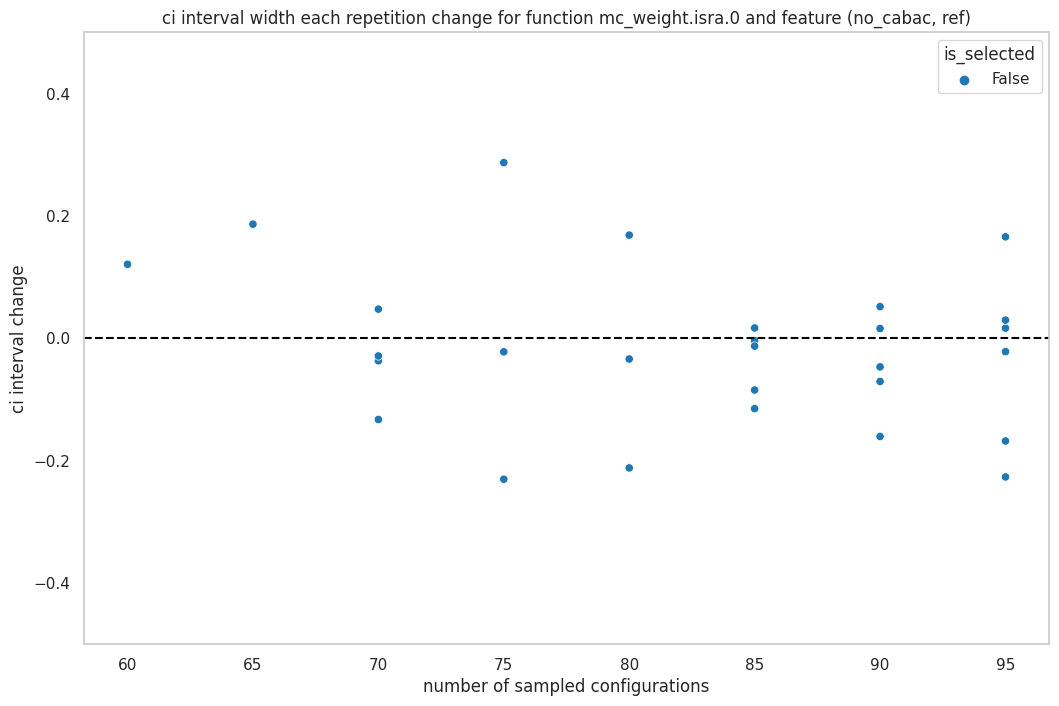 ci interval width each repetition change for function mc_weight.isra.0 and feature (no_cabac, ref)
is_selected
False
ci interval change
0.4
0.2
0.0
−0.2
−0.4
60 65 70 75 80 85 90 95
number of sampled configurations